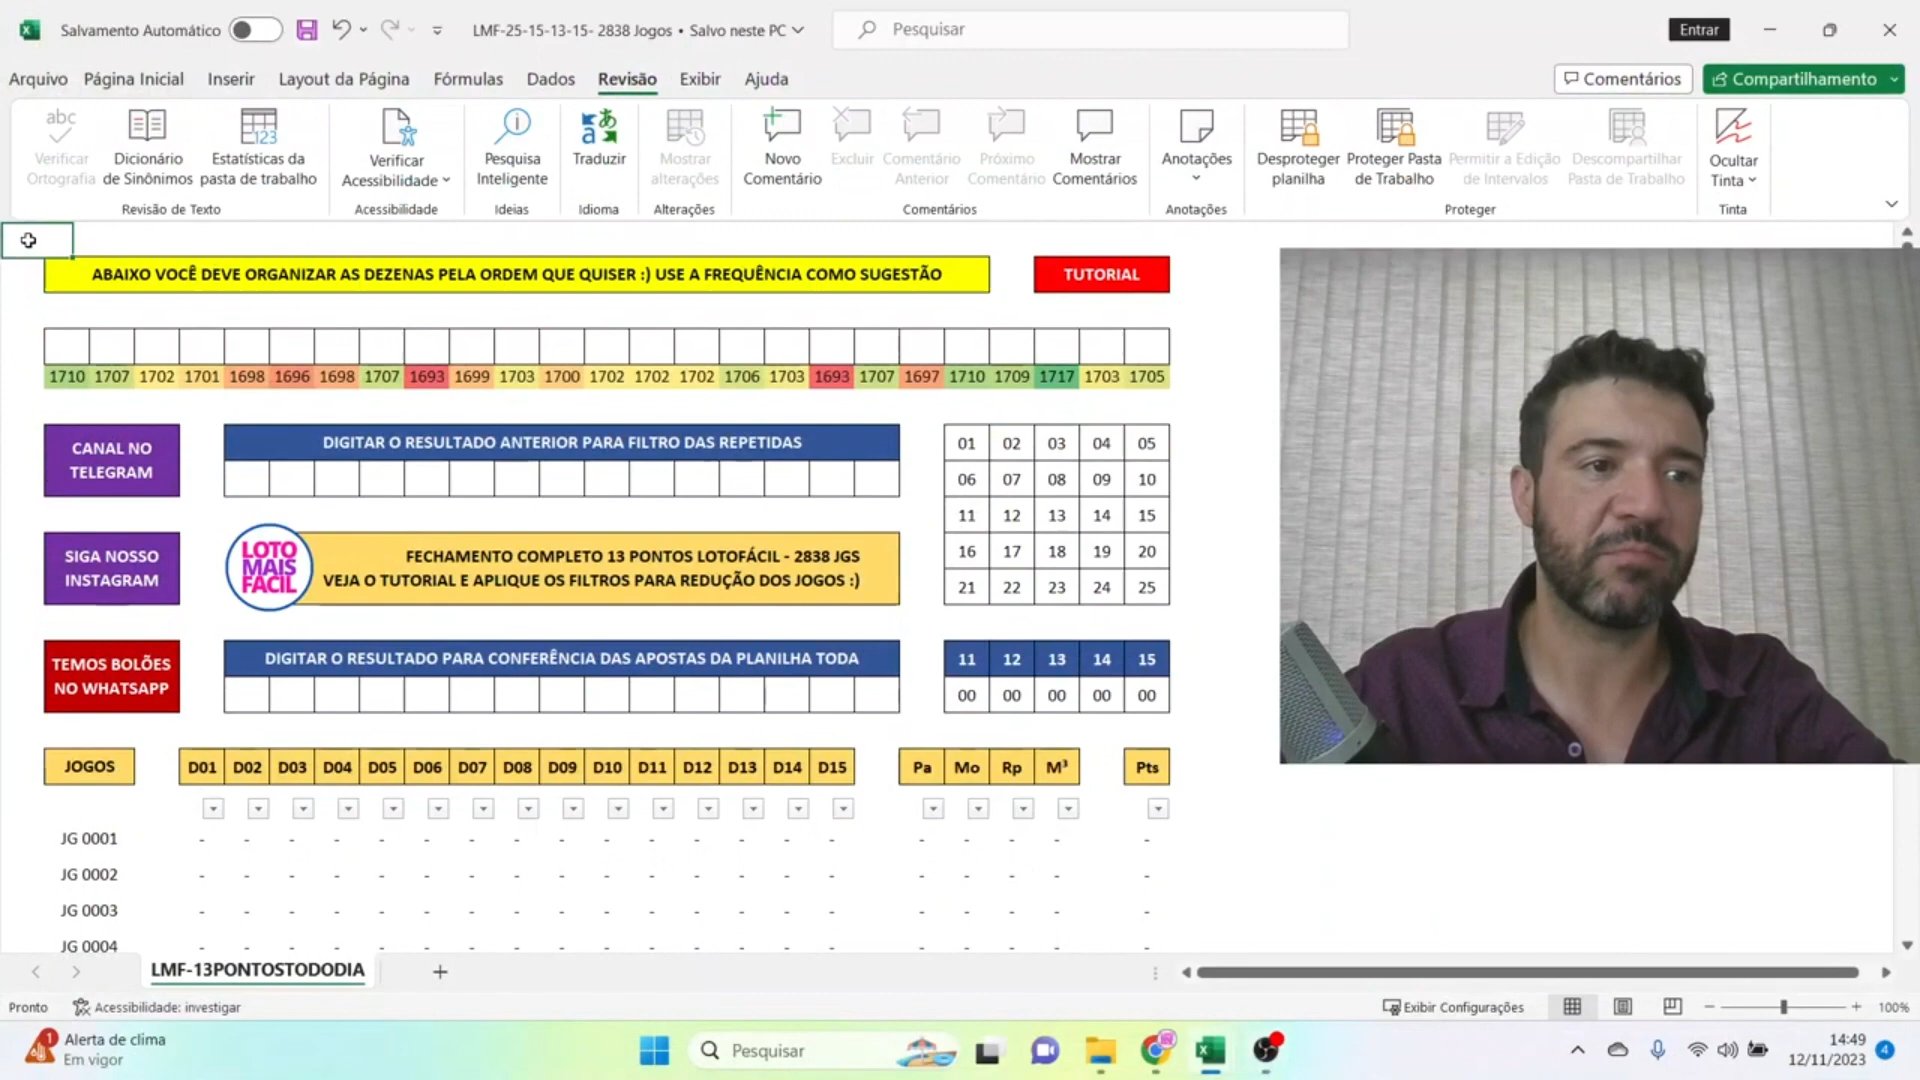 Salvamento Automático
LMF-25-15-13-15- 2838 Jogos • Salvo neste PC
Pesquisar
Entrar
Arquivo Página Inicial Inserir Layout da Página Fórmulas Dados Revisão Exibir Ajuda
Comentários
Compartilhamento
abc
Verificar
Ortografia
Dicionário
de Sinônimos
123
Estatísticas da
pasta de trabalho
Revisão de Texto
Verificar
Acessibilidade
Acessibilidade
Pesquisa
Inteligente
Ideias
Traduzir
Idioma
Mostrar
alterações
Alterações
Novo
Comentário
Excluir
Comentário
Anterior
Próximo
Comentário
Mostrar
Comentários
Comentários
Anotações
Anotações
Desproteger
planilha
Proteger Pasta
de Trabalho
Permitir a Edição
de Intervalos
Descompartilhar
Pasta de Trabalho
Proteger
Ocultar
Tinta
Tinta
ABAIXO VOCÊ DEVE ORGANIZAR AS DEZENAS PELA ORDEM QUE QUISER :) USE A FREQUÊNCIA COMO SUGESTÃO
TUTORIAL
1710 1707 1702 1701 1698 1696 1698 1707 1693 1699 1703 1700 1702 1702 1702 1706 1703 1693 1707 1697 1710 1709 1717 1703 1705
CANAL NO
TELEGRAM
DIGITAR O RESULTADO ANTERIOR PARA FILTRO DAS REPETIDAS
01 02 03 04 05
06 07 08 09 10
11 12 13 14 15
16 17 18 19 20
21 22 23 24 25
SIGA NOSSO
INSTAGRAM
LOTO
MAIS
FÁCIL
FECHAMENTO COMPLETO 13 PONTOS LOTOFÁCIL - 2838 JGS
VEJA O TUTORIAL E APLIQUE OS FILTROS PARA REDUÇÃO DOS JOGOS :)
TEMOS BOLÕES
NO WHATSAPP
DIGITAR O RESULTADO PARA CONFERÊNCIA DAS APOSTAS DA PLANILHA TODA
11 12 13 14 15
00 00 00 00 00
JOGOS D01 D02 D03 D04 D05 D06 D07 D08 D09 D10 D11 D12 D13 D14 D15 Pa Mo Rp M³ Pts
JG 0001 - - - - - - - - - - - - - - - - - - - -
JG 0002 - - - - - - - - - - - - - - - - - - - -
JG 0003 - - - - - - - - - - - - - - - - - - - -
JG 0004 - - - - - - - - - - - - - - - - - - - -
LMF-13PONTOSTODODIA
Pronto
Acessibilidade: investigar
Exibir Configurações
100%
1
Alerta de clima
Em vigor
Pesquisar
14:49
12/11/2023
4